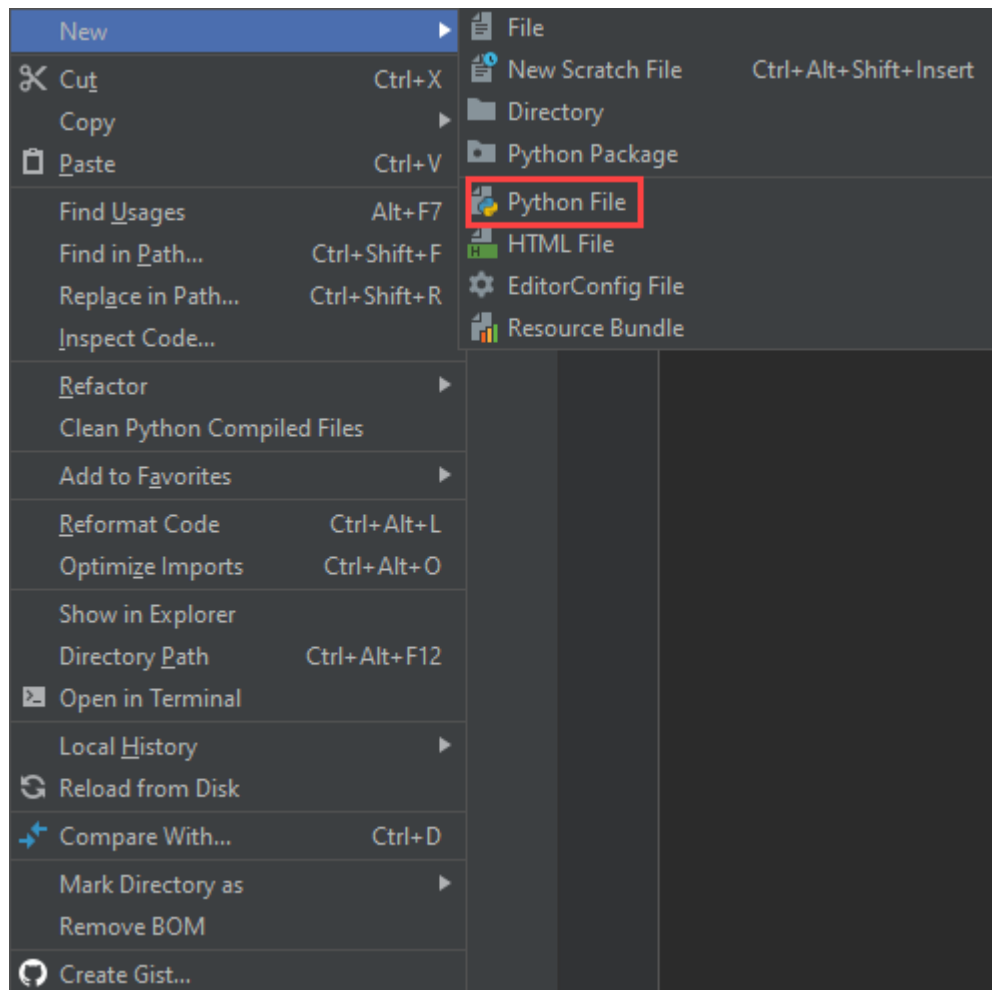 New
Cut Ctrl+X
Copy
Paste Ctrl+V
Find Usages Alt+F7
Find in Path... Ctrl+Shift+F
Replace in Path... Ctrl+Shift+R
Inspect Code...
Refactor
Clean Python Compiled Files
Add to Favorites
Reformat Code Ctrl+Alt+L
Optimize Imports Ctrl+Alt+O
Show in Explorer
Directory Path Ctrl+Alt+F12
Open in Terminal
Local History
Reload from Disk
Compare With... Ctrl+D
Mark Directory as
Remove BOM
Create Gist...
File
New Scratch File Ctrl+Alt+Shift+Insert
Directory
Python Package
Python File
H HTML File
EditorConfig File
Resource Bundle